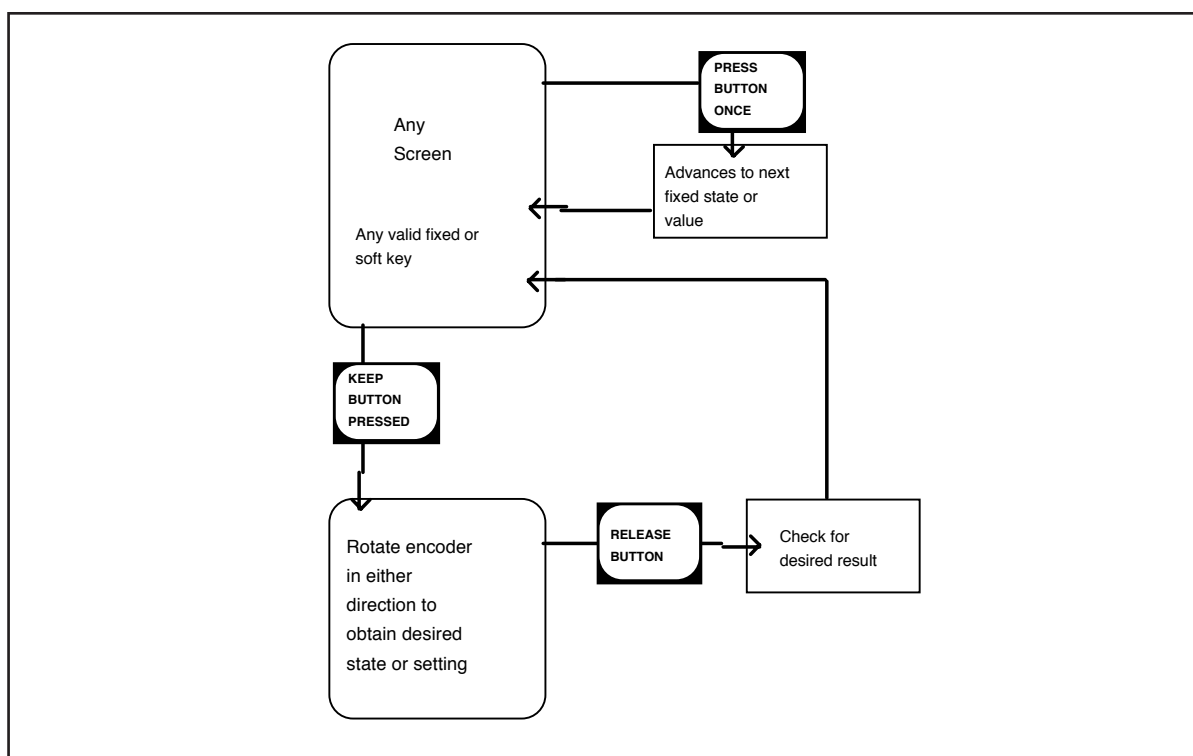 PRESS
BUTTON
ONCE
Any
Screen
Advances to next
fixed state or
value
Any valid fixed or
soft key
KEEP
BUTTON
PRESSED
Rotate encoder
in either
direction to
obtain desired
state or setting
RELEASE
BUTTON
Check for
desired result